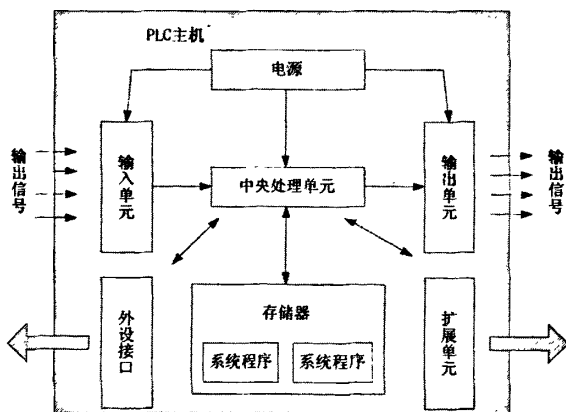 PLC主机
电源
输出信号
输入单元
中央处理单元
输出单元
输出信号
外设接口
存储器
系统程序
系统程序
扩展单元